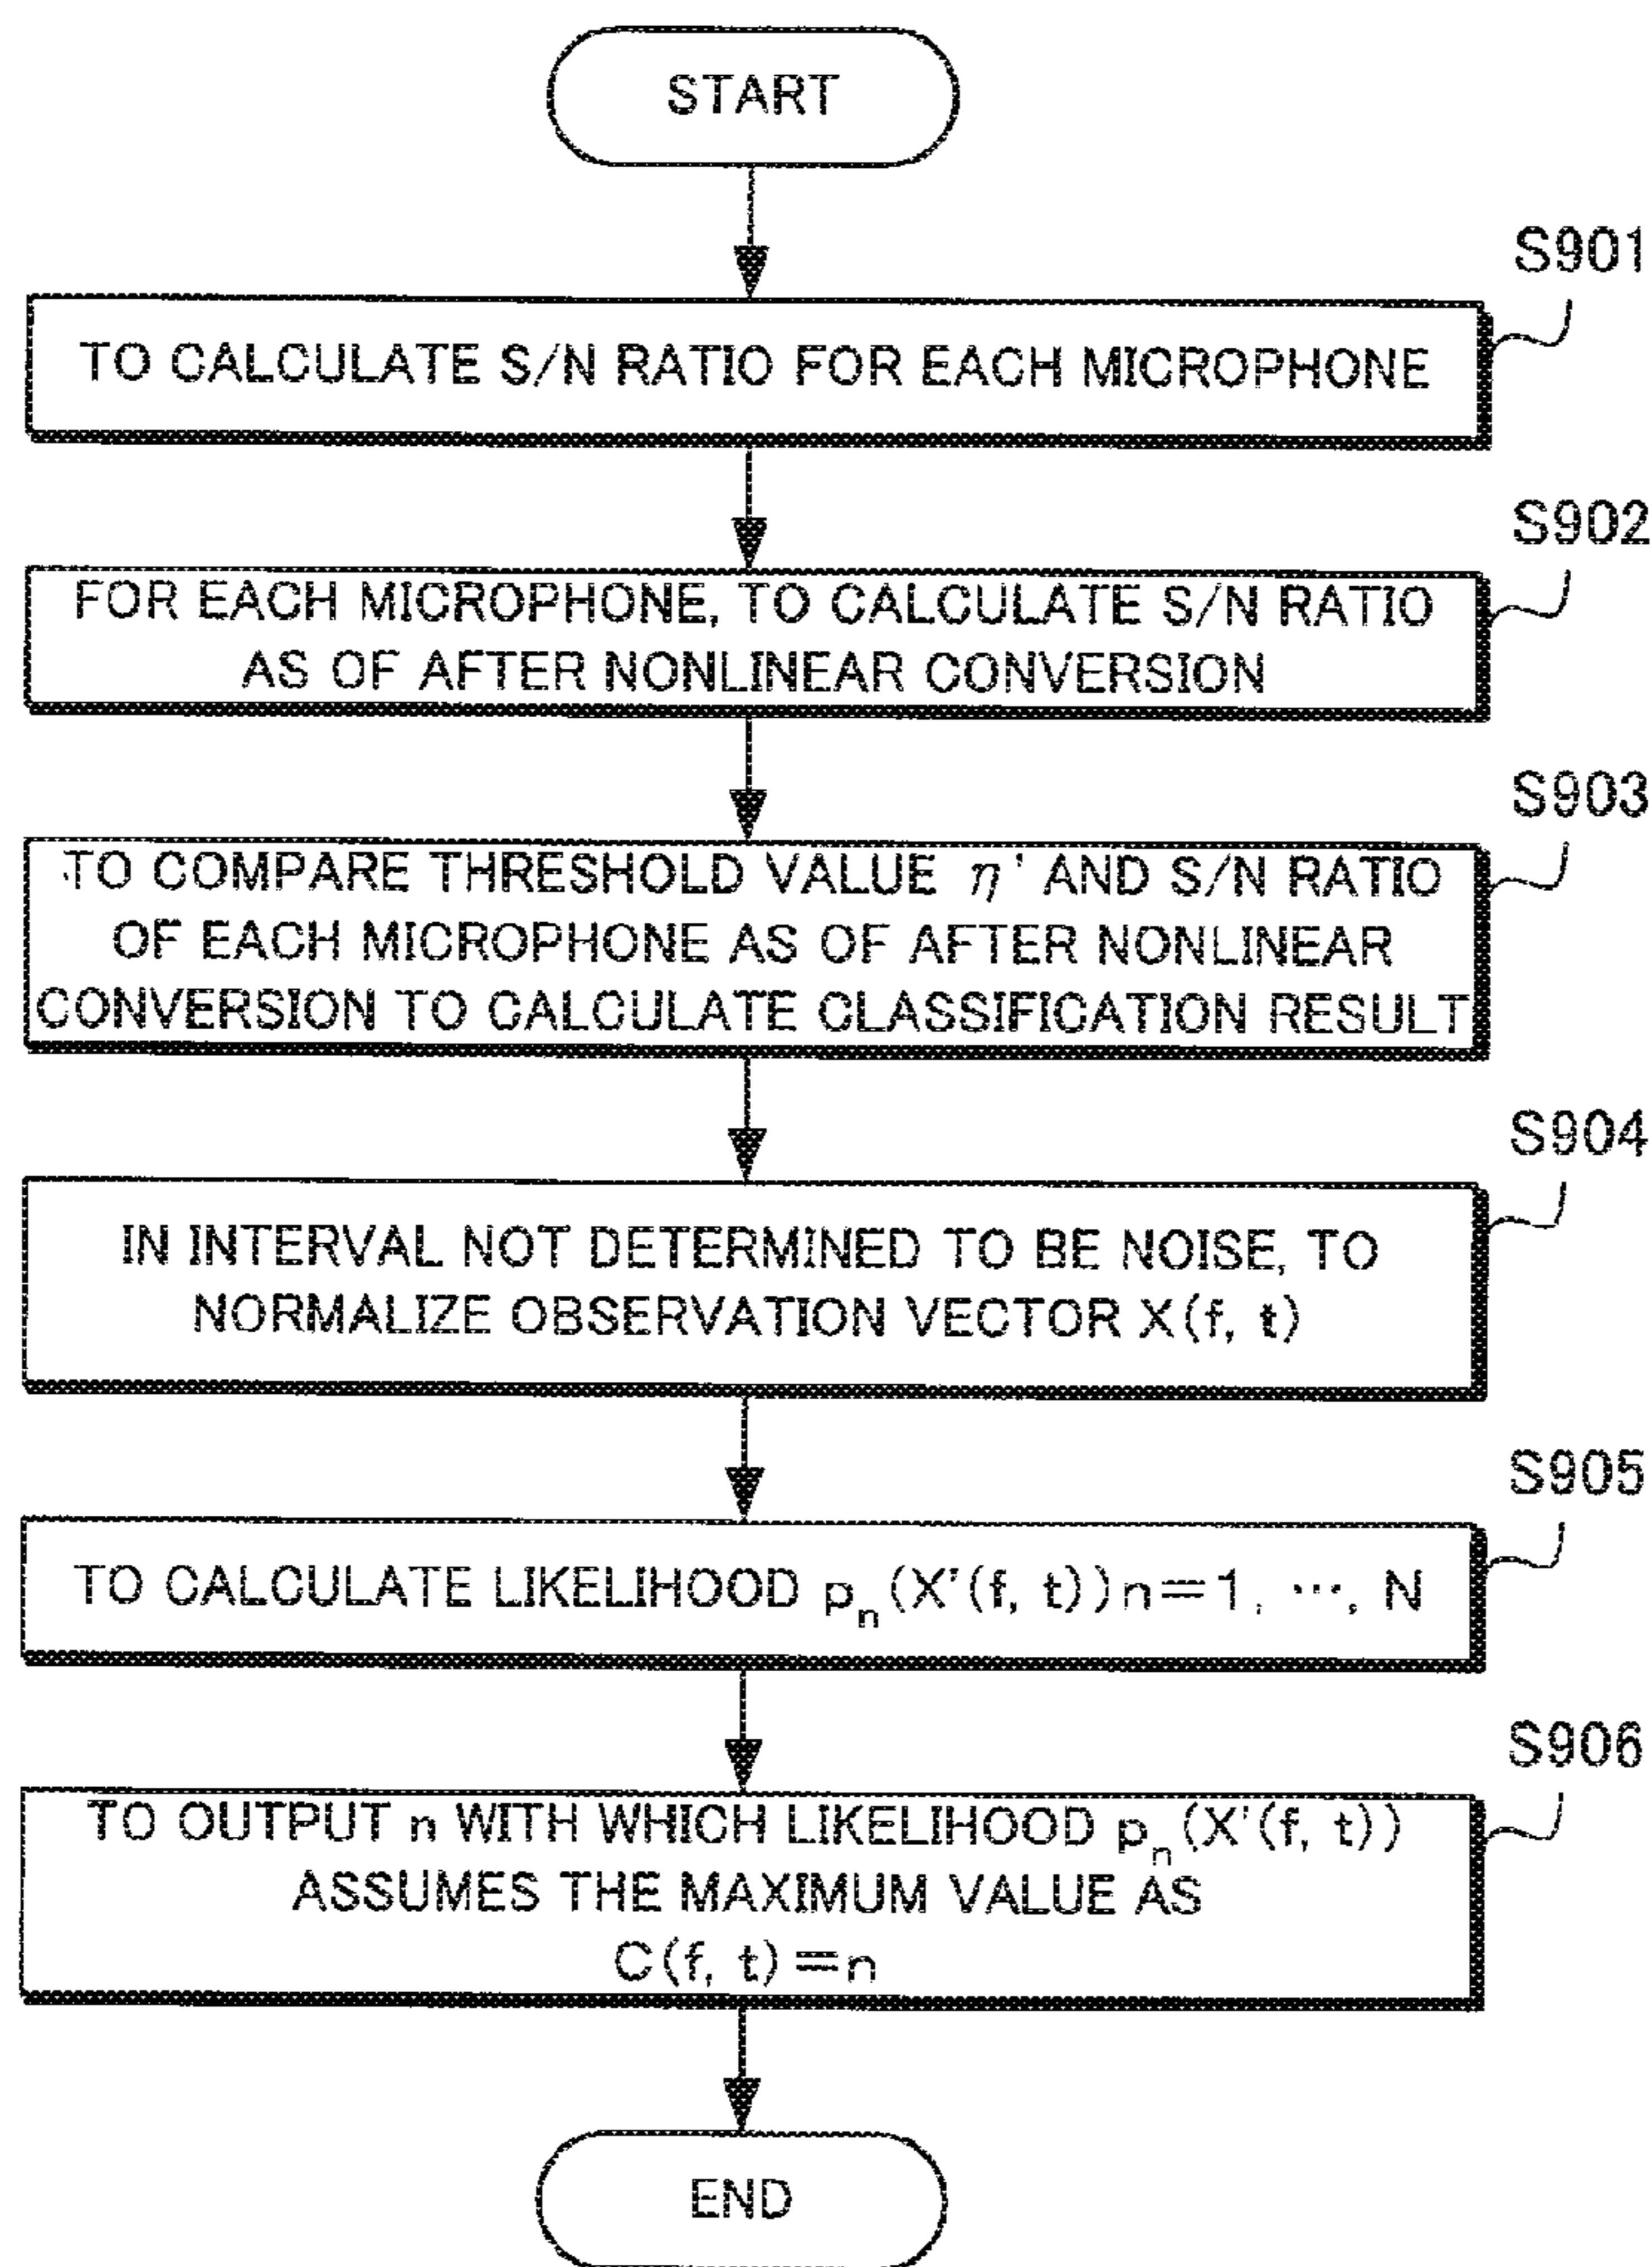 START
S901
TO CALCULATE S/N RATIO FOR EACH MICROPHONE
S902
FOR EACH MICROPHONE, TO CALCULATE S/N RATIO
AS OF AFTER NONLINEAR CONVERSION
S903
TO COMPARE THRESHOLD VALUE η' AND S/N RATIO
OF EACH MICROPHONE AS OF AFTER NONLINEAR
CONVERSION TO CALCULATE CLASSIFICATION RESULT
S904
IN INTERVAL NOT DETERMINED TO BE NOISE, TO
NORMALIZE OBSERVATION VECTOR X(f, t)
S905
TO CALCULATE LIKELIHOOD pₙ(X'(f, t))n=1, ⋯, N
S906
TO OUTPUT n WITH WHICH LIKELIHOOD pₙ(X'(f, t))
ASSUMES THE MAXIMUM VALUE AS
C(f, t)=n
END